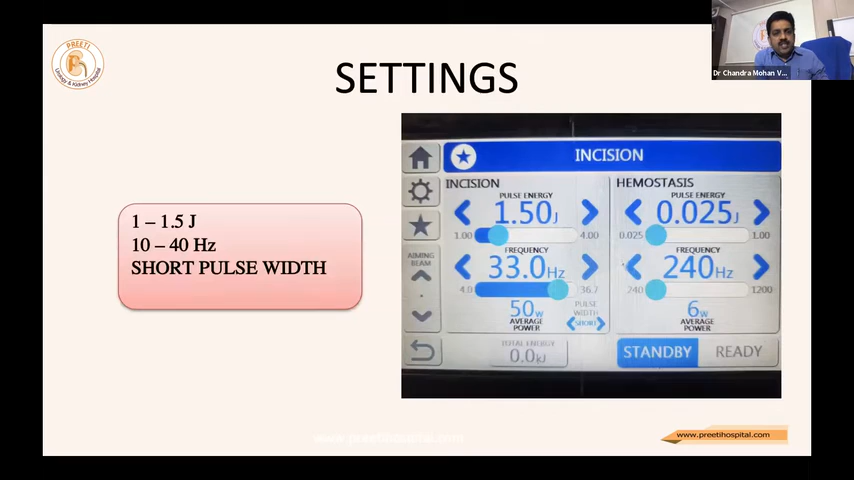 PREETI
Urology & Kidney Hospital
SETTINGS
Dr Chandra Mohan V...
1 – 1.5 J
10 – 40 Hz
SHORT PULSE WIDTH
INCISION
INCISION
PULSE ENERGY
1.50J
1.00 4.00
FREQUENCY
33.0Hz
4.0 36.7
50W
AVERAGE
POWER
PULSE
WIDTH
SHORT
HEMOSTASIS
PULSE ENERGY
0.025J
0.025 1.00
FREQUENCY
240Hz
240 1200
6W
AVERAGE
POWER
AIMING
BEAM
TOTAL ENERGY
0.0kJ
STANDBY READY
www.preetihospital.com
www.preetihospital.com